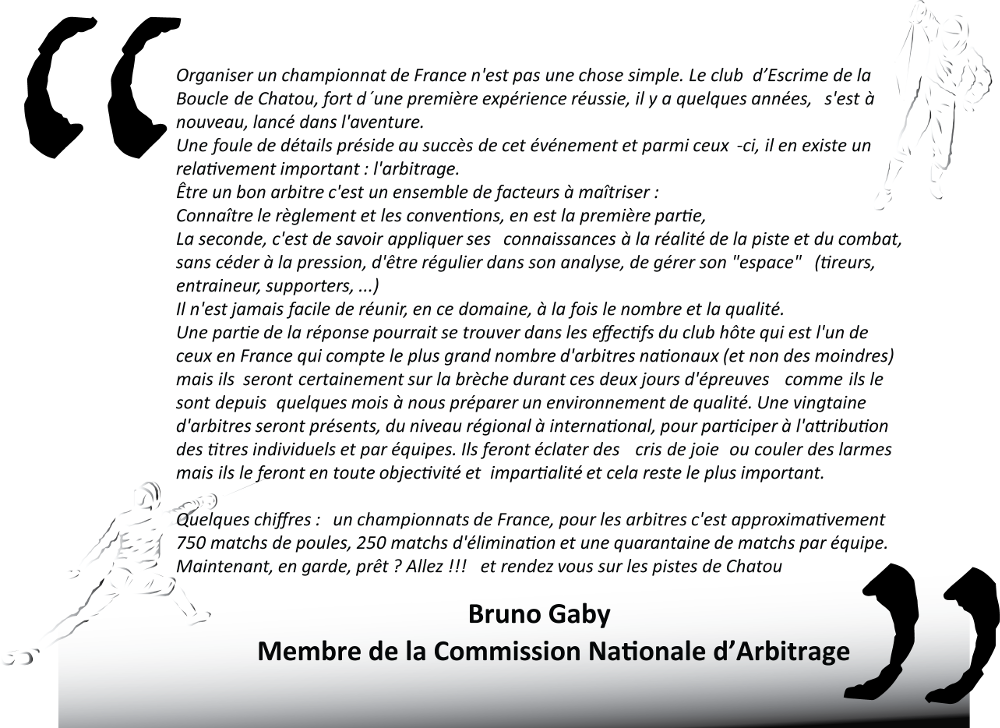 Organiser un championnat de France n'est pas une chose simple. Le club d’Escrime de la
Boucle de Chatou, fort d´une première expérience réussie, il y a quelques années, s'est à
nouveau, lancé dans l'aventure.
Une foule de détails préside au succès de cet événement et parmi ceux -ci, il en existe un
relativement important : l'arbitrage.
Être un bon arbitre c'est un ensemble de facteurs à maîtriser :
Connaître le règlement et les conventions, en est la première partie,
La seconde, c'est de savoir appliquer ses connaissances à la réalité de la piste et du combat,
sans céder à la pression, d'être régulier dans son analyse, de gérer son "espace" (tireurs,
entraineur, supporters, ...)
Il n'est jamais facile de réunir, en ce domaine, à la fois le nombre et la qualité.
Une partie de la réponse pourrait se trouver dans les effectifs du club hôte qui est l'un de
ceux en France qui compte le plus grand nombre d'arbitres nationaux (et non des moindres)
mais ils seront certainement sur la brèche durant ces deux jours d'épreuves comme ils le
sont depuis quelques mois à nous préparer un environnement de qualité. Une vingtaine
d'arbitres seront présents, du niveau régional à international, pour participer à l'attribution
des titres individuels et par équipes. Ils feront éclater des cris de joie ou couler des larmes
mais ils le feront en toute objectivité et impartialité et cela reste le plus important.
Quelques chiffres : un championnats de France, pour les arbitres c'est approximativement
750 matchs de poules, 250 matchs d'élimination et une quarantaine de matchs par équipe.
Maintenant, en garde, prêt ? Allez !!! et rendez vous sur les pistes de Chatou
Bruno Gaby
Membre de la Commission Nationale d’Arbitrage